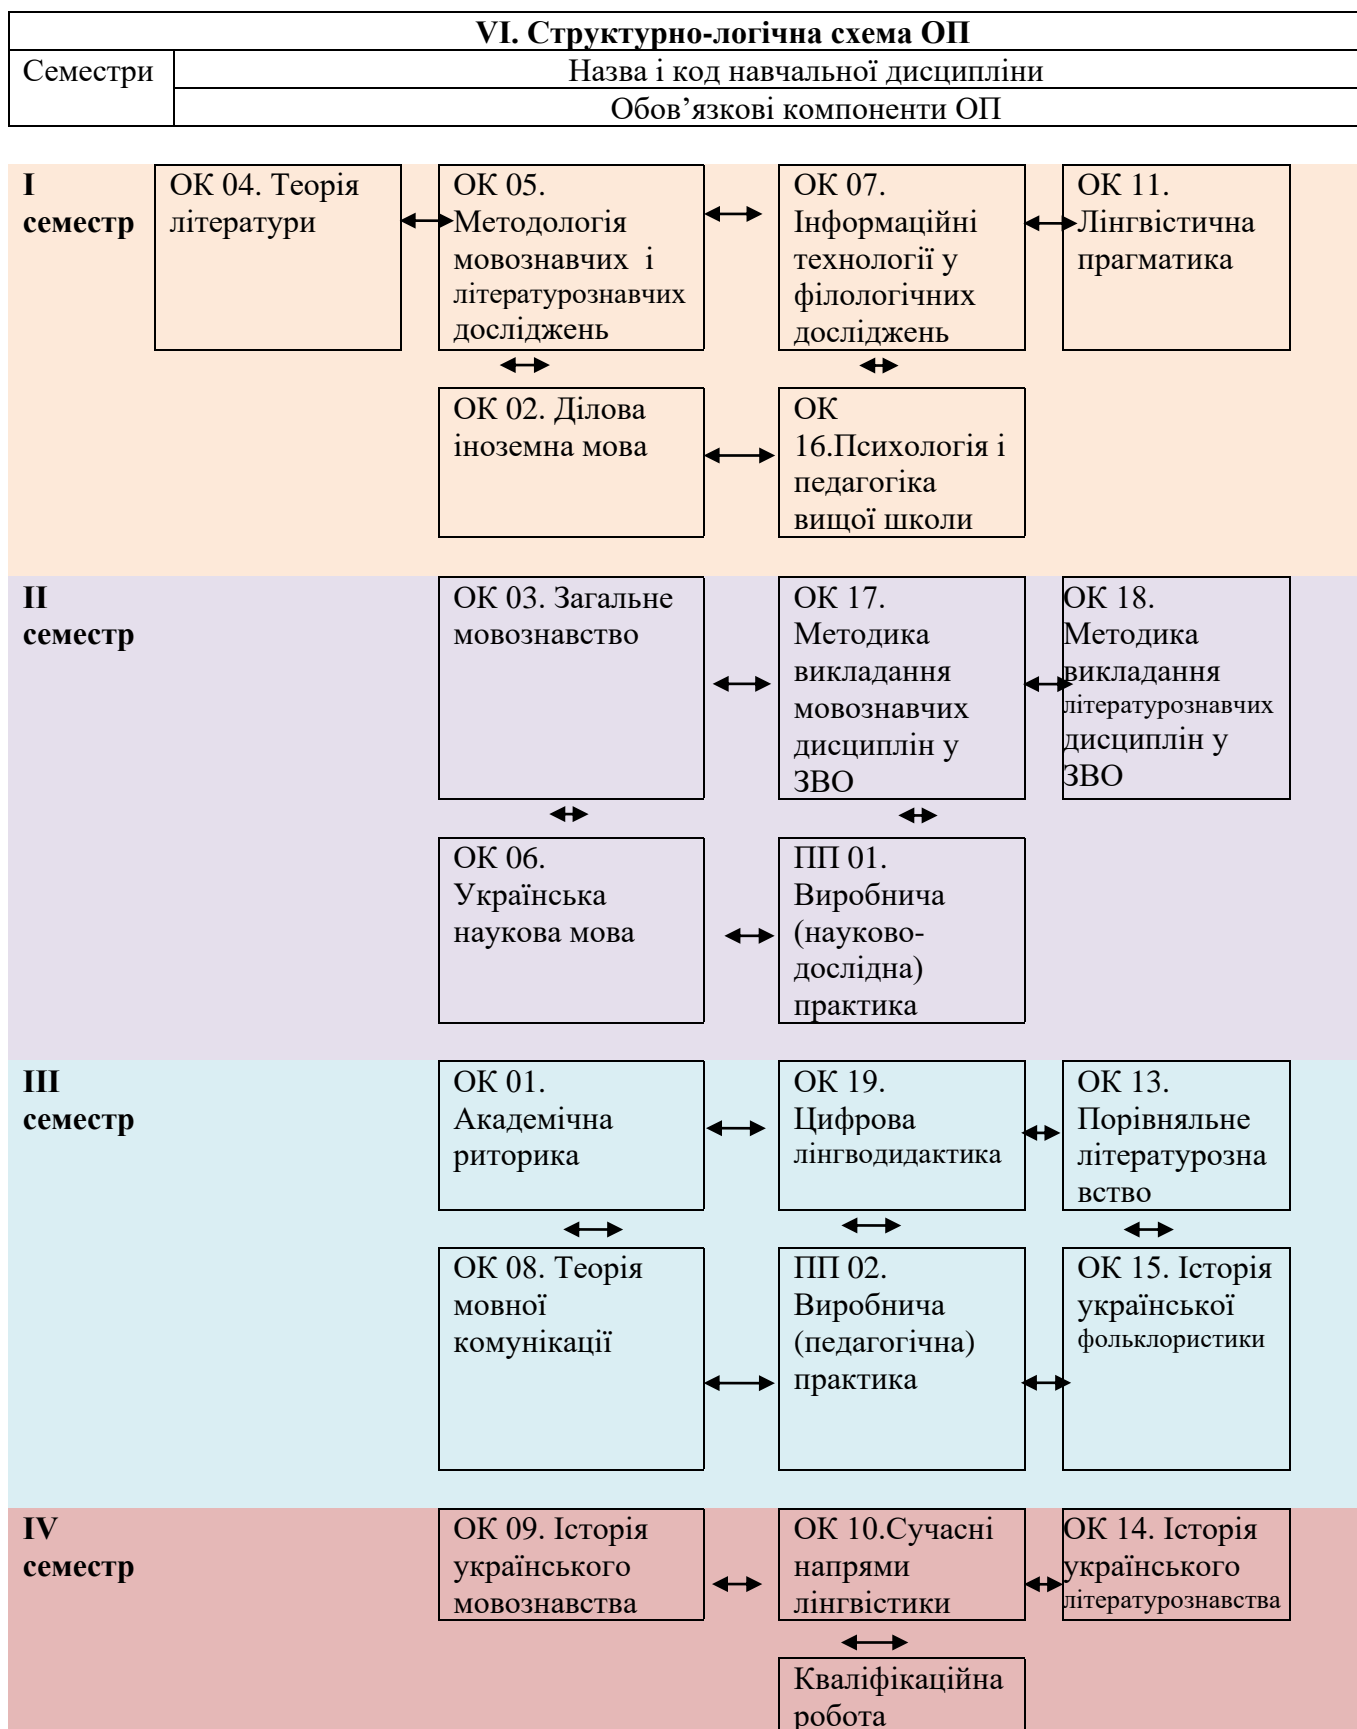 VI. Структурно-логічна схема ОП
Семестри
Назва і код навчальної дисципліни
Обов’язкові компоненти ОП
I
семестр
ОК 04. Теорія
літератури
ОК 05.
Методологія
мовознавчих і
літературознавчих
досліджень
ОК 07.
Інформаційні
технології у
філологічних
досліджень
ОК 11.
Лінгвістична
прагматика
ОК 02. Ділова
іноземна мова
ОК
16.Психологія і
педагогіка
вищої школи
II
семестр
ОК 03. Загальне
мовознавство
ОК 17.
Методика
викладання
мовознавчих
дисциплін у
ЗВО
ОК 18.
Методика
викладання
літературознавчих
дисциплін у
ЗВО
ОК 06.
Українська
наукова мова
ПП 01.
Виробнича
(науково-
дослідна)
практика
III
семестр
ОК 01.
Академічна
риторика
ОК 19.
Цифрова
лінгводидактика
ОК 13.
Порівняльне
літературозна
вство
ОК 08. Теорія
мовної
комунікації
ПП 02.
Виробнича
(педагогічна)
практика
ОК 15. Історія
української
фольклористики
IV
семестр
ОК 09. Історія
українського
мовознавства
ОК 10.Сучасні
напрями
лінгвістики
ОК 14. Історія
українського
літературознавства
Кваліфікаційна
робота